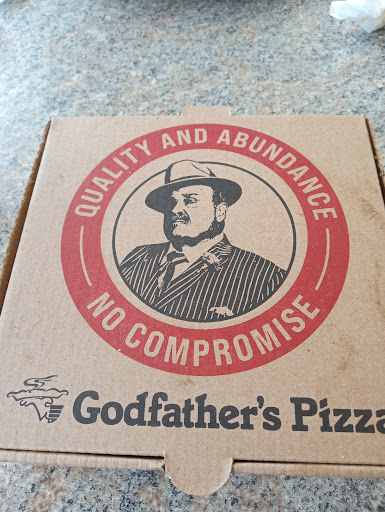 QUALITY AND ABUNDANCE
NO COMPROMISE
Godfather's Pizza